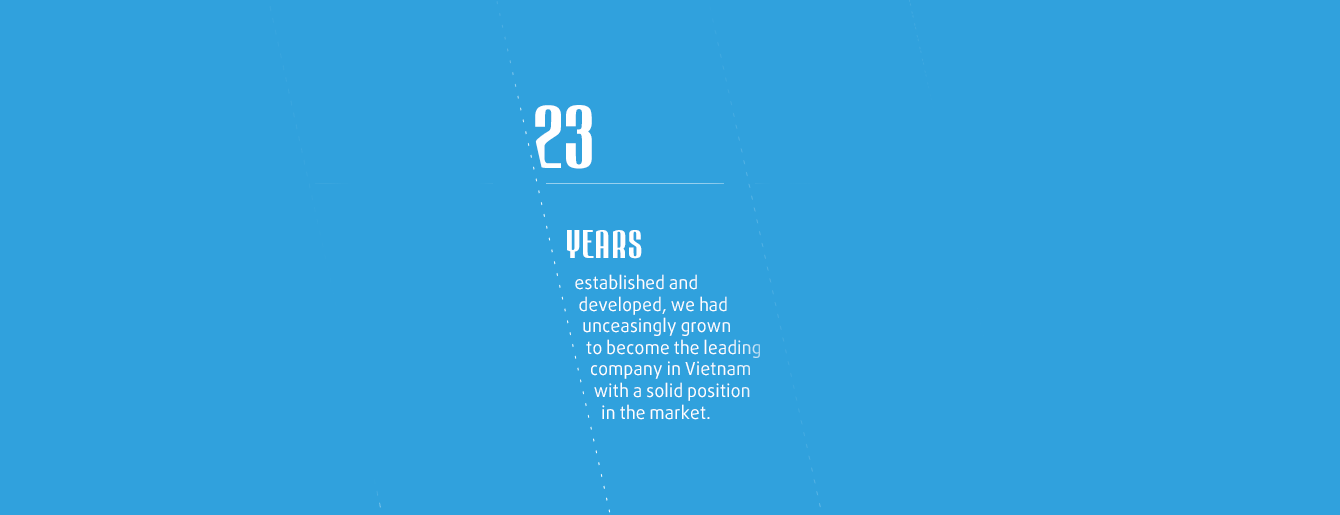 23
YEARS
established and
developed, we had
unceasingly grown
to become the leading
company in Vietnam
with a solid position
in the market.